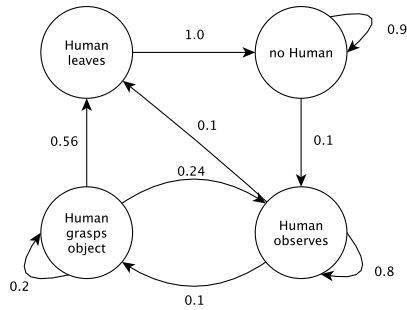 1.0
0.9
Human
leaves
no Human
0.1
0.1
0.56
0.24
Human
grasps
object
Human
observes
0.2
0.8
0.1